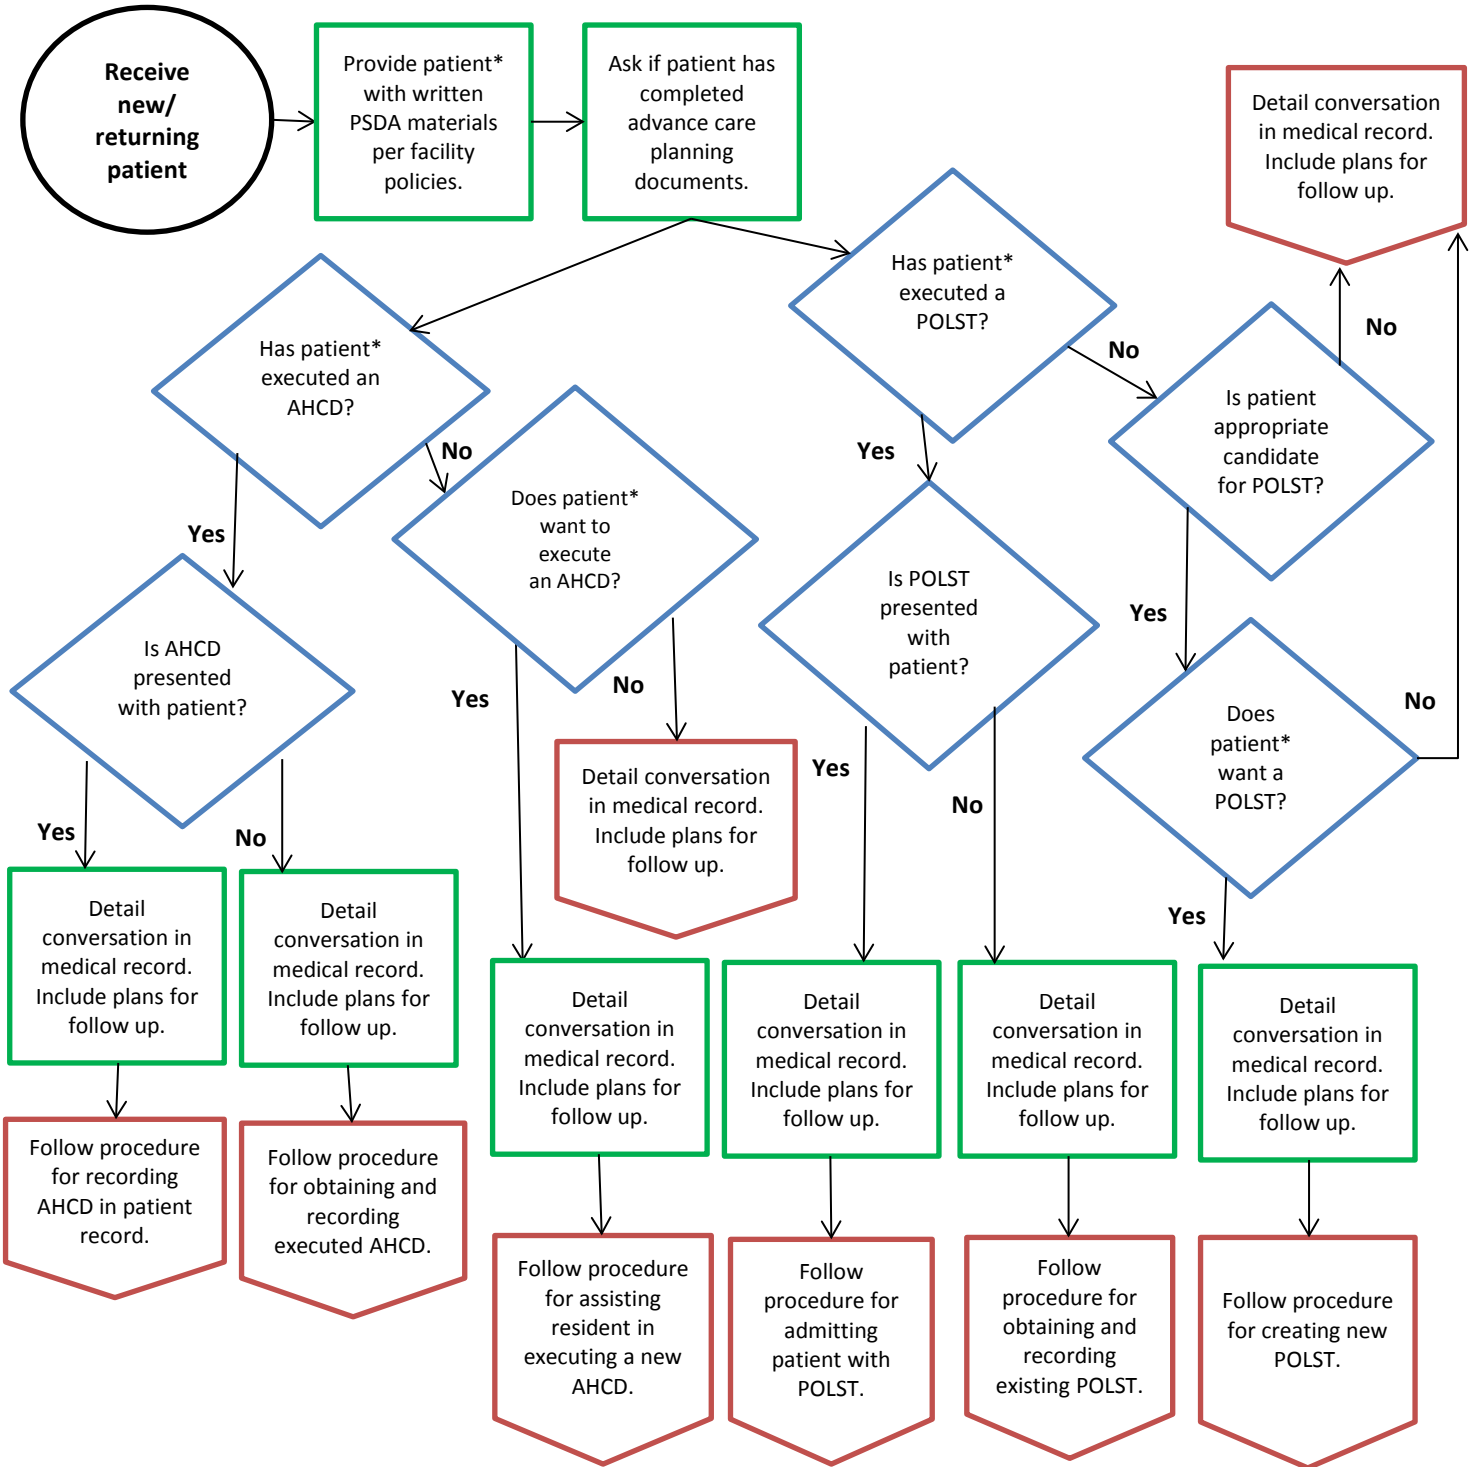 Receive
new/
returning
patient
Provide patient*
with written
PSDA materials
per facility
policies.
Ask if patient has
completed
advance care
planning
documents.
Detail conversation
in medical record.
Include plans for
follow up.
Has patient*
executed a
POLST?
No
No
Has patient*
executed an
AHCD?
Is patient
appropriate
candidate
for POLST?
No
Yes
Yes
Does patient*
want to
execute
an AHCD?
Is POLST
presented
with
patient?
Yes
Is AHCD
presented
with patient?
Yes
No
Does
patient*
want a
POLST?
No
Yes
No
Detail conversation
in medical record.
Include plans for
follow up.
Yes
No
Yes
Detail
conversation in
medical record.
Include plans for
follow up.
Detail
conversation in
medical record.
Include plans for
follow up.
Detail
conversation in
medical record.
Include plans for
follow up.
Detail
conversation in
medical record.
Include plans for
follow up.
Detail
conversation in
medical record.
Include plans for
follow up.
Detail
conversation in
medical record.
Include plans for
follow up.
Follow procedure
for recording
AHCD in patient
record.
Follow procedure
for obtaining and
recording
executed AHCD.
Follow procedure
for assisting
resident in
executing a new
AHCD.
Follow
procedure for
admitting
patient with
POLST.
Follow
procedure for
obtaining and
recording
existing POLST.
Follow procedure
for creating new
POLST.